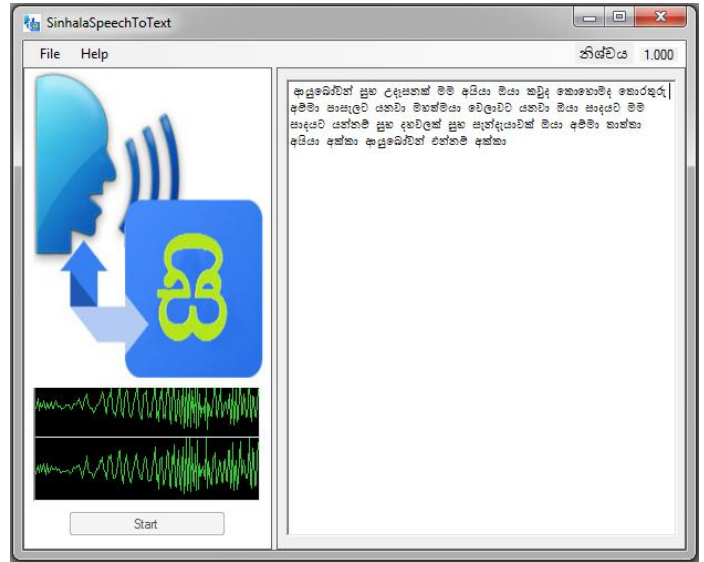 SinhalaSpeechToText
File Help
නිශ්චය 1.000
ආයුබෝවන් සුභ උදෑසනක් මම අයියා ඔයා කවුද කොහොමද තොරතුරු
අම්මා පාසැලට යනවා මහත්මයා වෙලාවට යනවා ඔයා සාදයට මම
සාදයට යන්නම් සුභ දහවලක් සුභ සැන්දෑයාවක් ඔයා අම්මා තාත්තා
අයියා අක්කා ආයුබෝවන් එන්නම් අක්කා
සි
Start